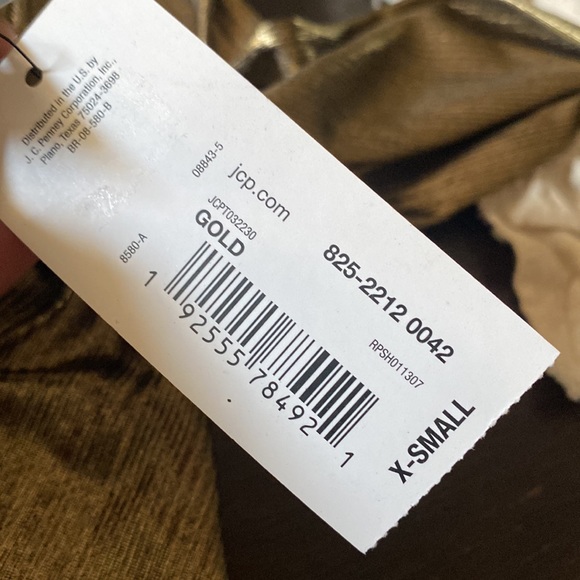 Distributed in the U.S. by
J. C. Penney Corporation, Inc.,
Plano, Texas 75024-3698
BR-08-580-B
08843-5
jcp.com
8580-A
JCPT032230
GOLD
825-2212 0042
RPSH011307
1 92555 78492 1
X-SMALL